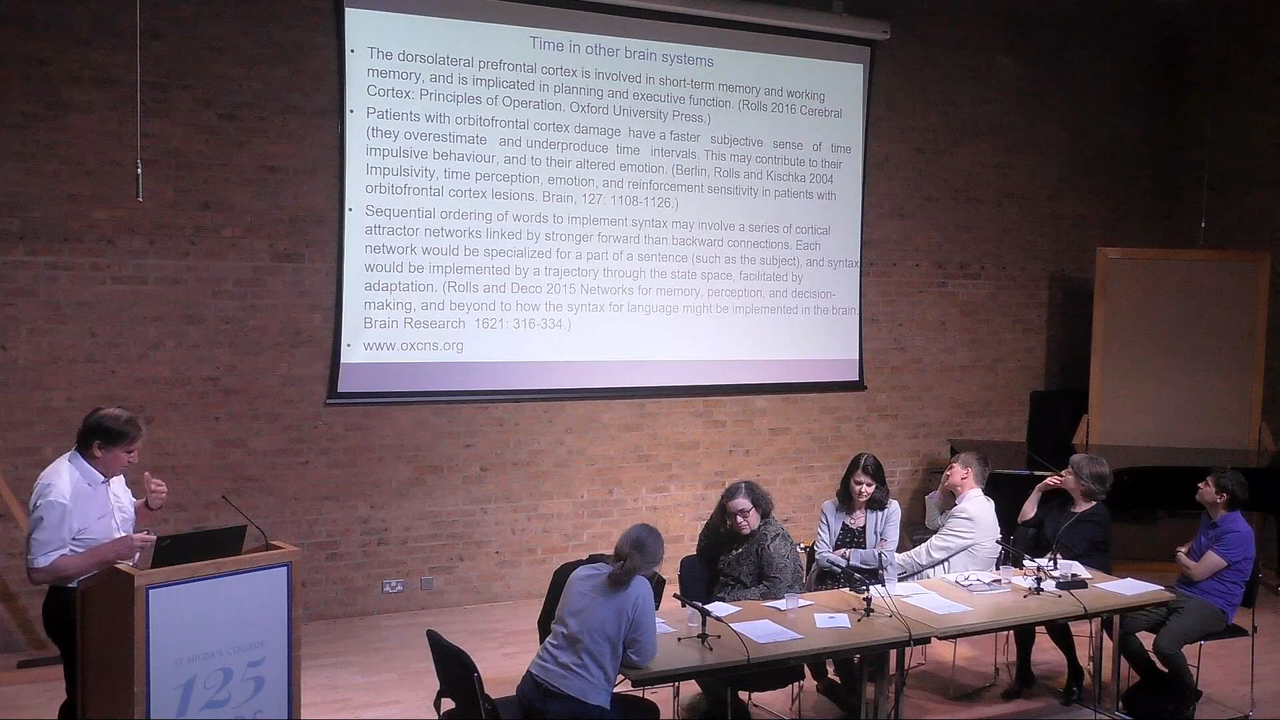 Time in other brain systems
• The dorsolateral prefrontal cortex is involved in short-term memory and working
memory, and is implicated in planning and executive function. (Rolls 2016 Cerebral
Cortex: Principles of Operation. Oxford University Press.)
• Patients with orbitofrontal cortex damage have a faster subjective sense of time
(they overestimate and underproduce time intervals. This may contribute to their
impulsive behaviour, and to their altered emotion. (Berlin, Rolls and Kischka 2004
Impulsivity, time perception, emotion, and reinforcement sensitivity in patients with
orbitofrontal cortex lesions. Brain, 127: 1108-1126.)
• Sequential ordering of words to implement syntax may involve a series of cortical
attractor networks linked by stronger forward than backward connections. Each
network would be specialized for a part of a sentence (such as the subject), and syntax
would be implemented by a trajectory through the state space, facilitated by
adaptation. (Rolls and Deco 2015 Networks for memory, perception, and decision-
making, and beyond to how the syntax for language might be implemented in the brain.
Brain Research 1621: 316-334.)
• www.oxcns.org
ST HILDA'S COLLEGE
125